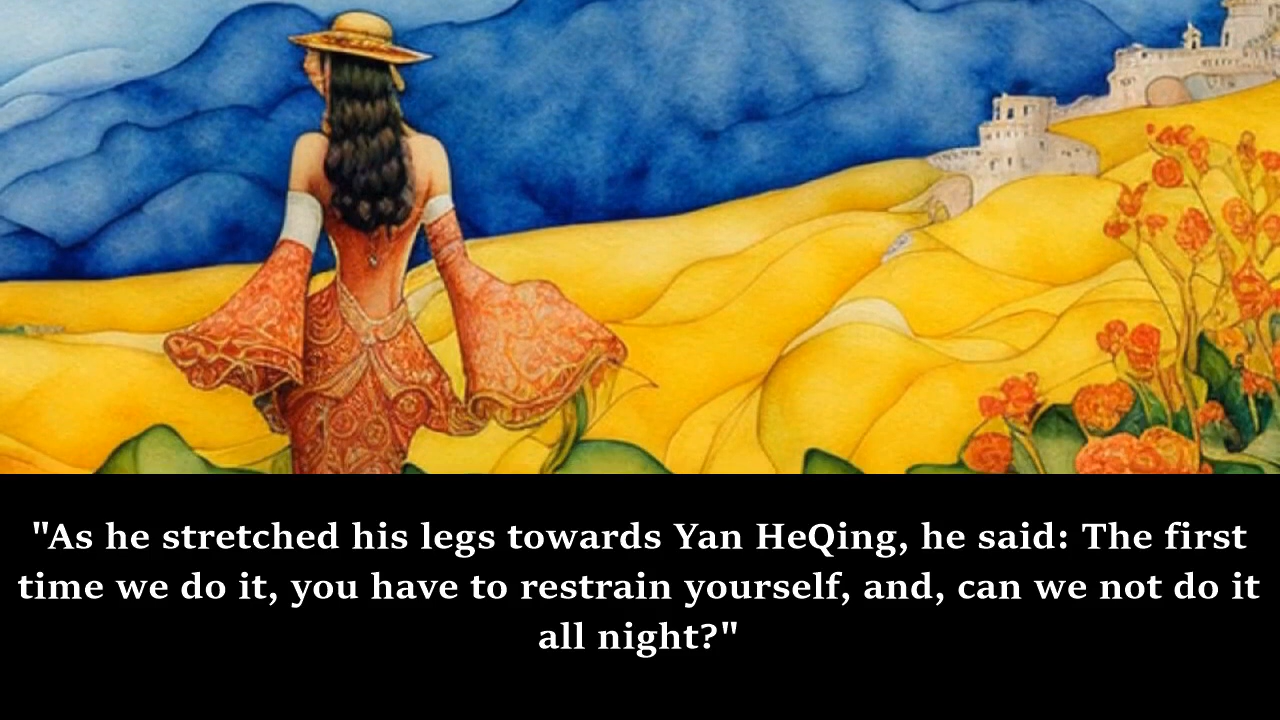 "As he stretched his legs towards Yan HeQing, he said: The first
time we do it, you have to restrain yourself, and, can we not do it
all night?"